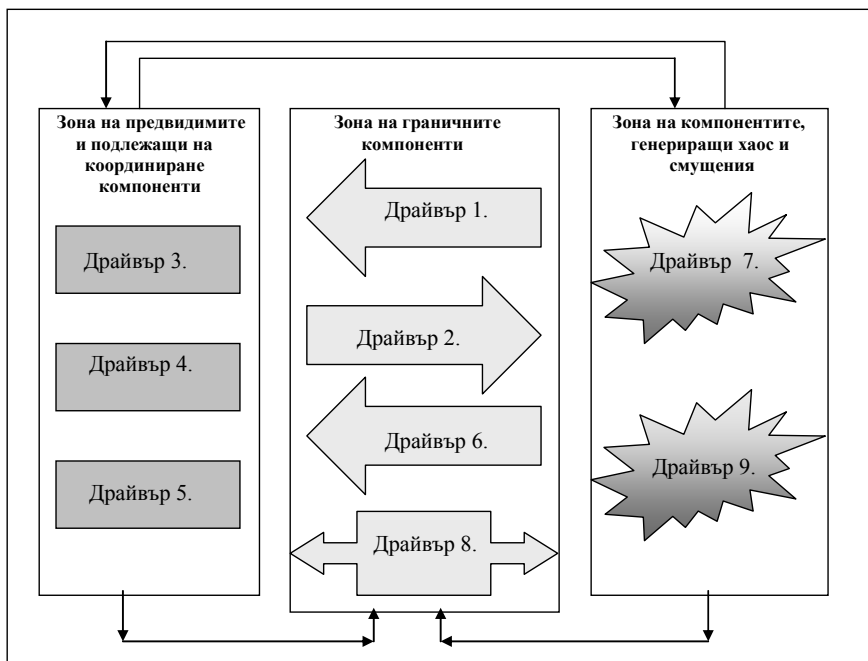 Зона на предвидимите
и подлежащи на
координиране
компоненти
Драйвър 3.
Драйвър 4.
Драйвър 5.
Зона на граничните
компоненти
Драйвър 1.
Драйвър 2.
Драйвър 6.
Драйвър 8.
Зона на компонентите,
генериращи хаос и
смущения
Драйвър 7.
Драйвър 9.